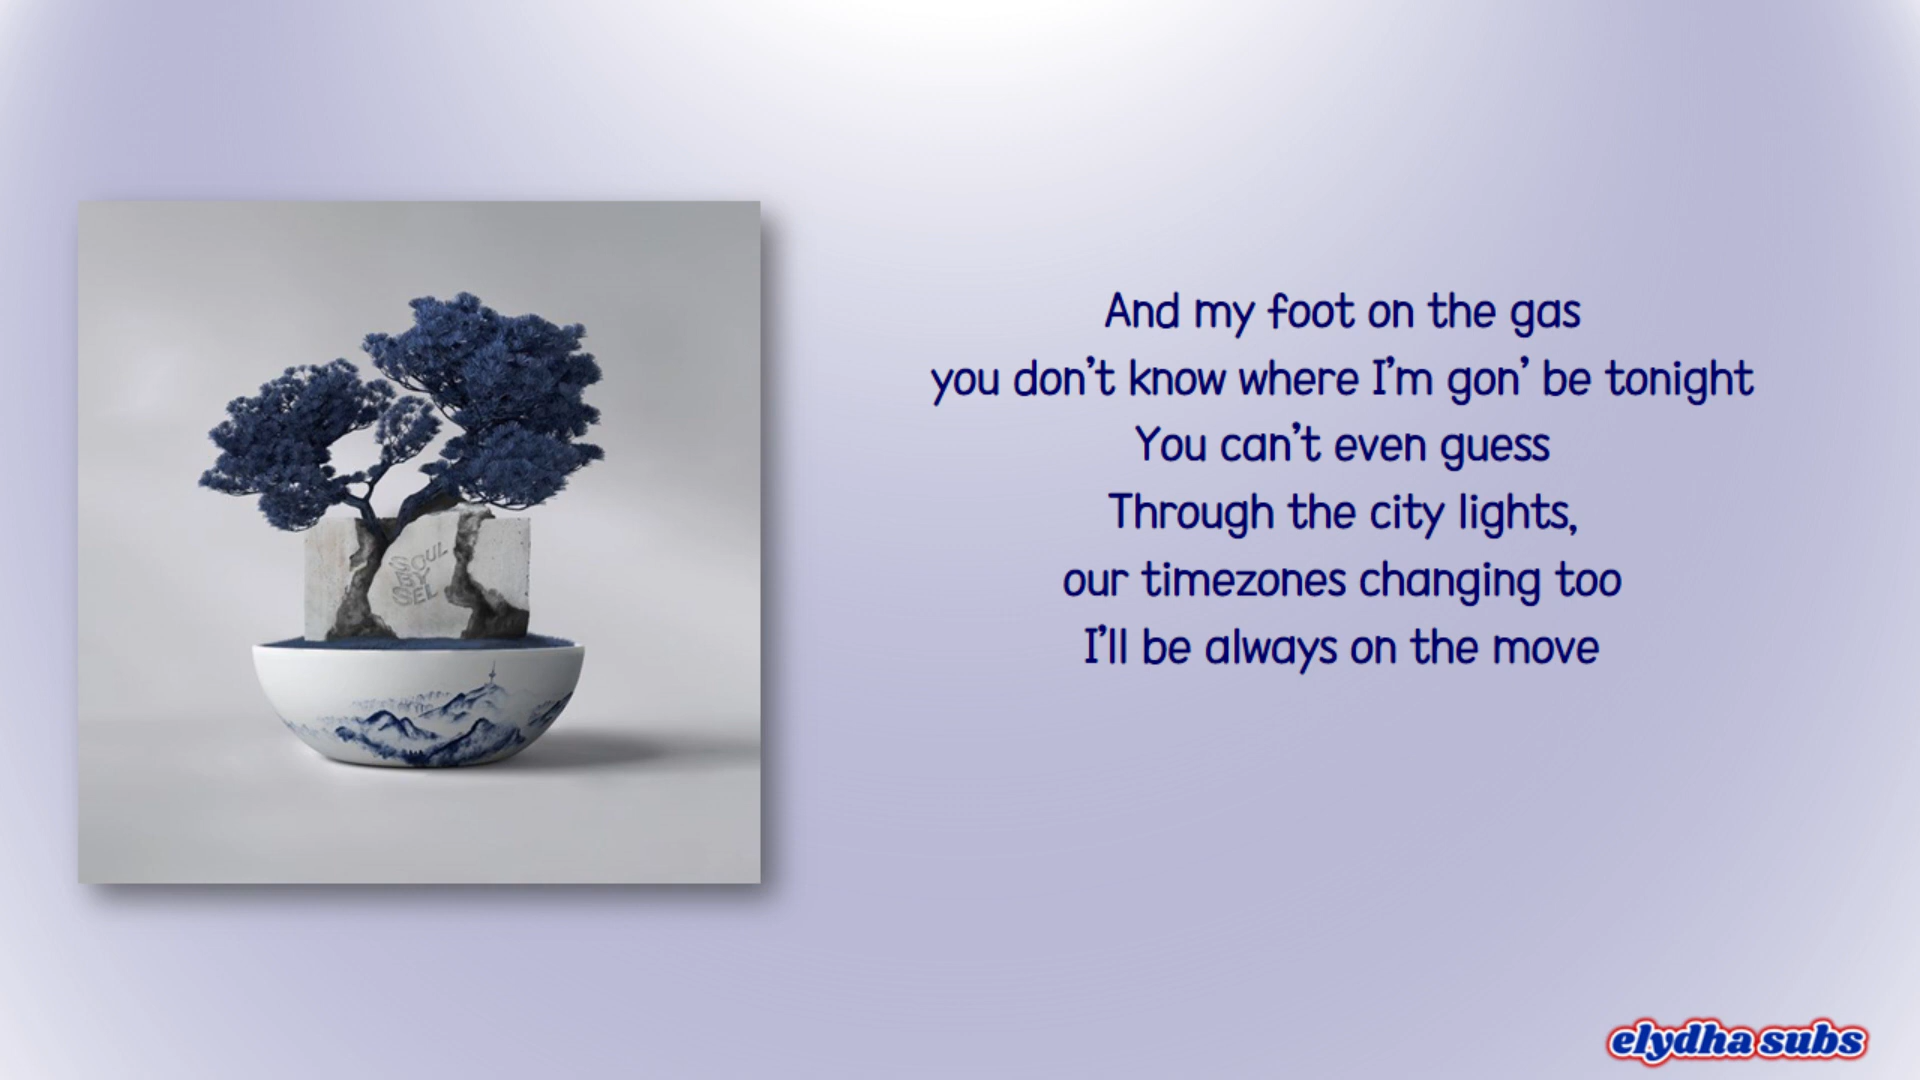 SOUL
BY
SEL
And my foot on the gas
you don't know where I'm gon' be tonight
You can't even guess
Through the city lights,
our timezones changing too
I'll be always on the move
elydha subs